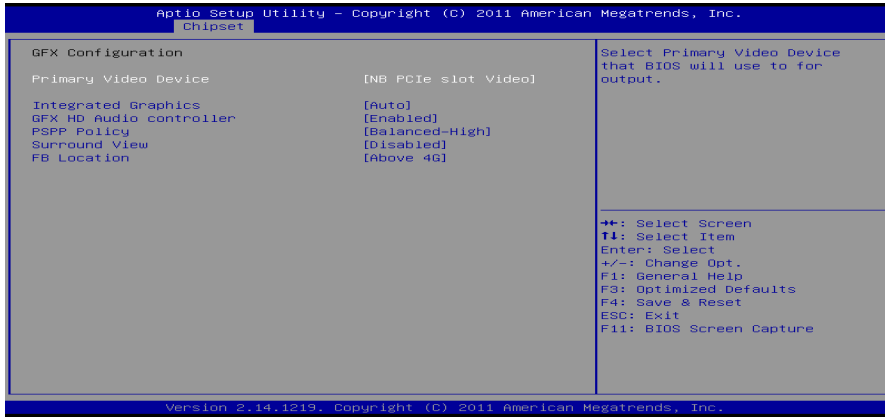 Aptio Setup Utility – Copyright (C) 2011 American Megatrends, Inc.
Chipset
GFX Configuration
Primary Video Device [NB PCIe slot Video]
Integrated Graphics [Auto]
GFX HD Audio controller [Enabled]
PSPP Policy [Balanced-High]
Surround View [Disabled]
FB Location [Above 4G]
Select Primary Video Device
that BIOS will use to for
output.
→←: Select Screen
↑↓: Select Item
Enter: Select
+/-: Change Opt.
F1: General Help
F3: Optimized Defaults
F4: Save & Reset
ESC: Exit
F11: BIOS Screen Capture
Version 2.14.1219. Copyright (C) 2011 American Megatrends, Inc.